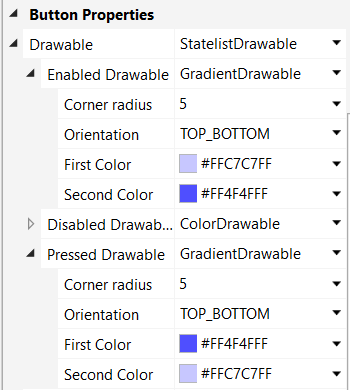 Button Properties
Drawable StatelistDrawable
Enabled Drawable GradientDrawable
Corner radius 5
Orientation TOP_BOTTOM
First Color #FFC7C7FF
Second Color #FF4F4FFF
Disabled Drawab... ColorDrawable
Pressed Drawable GradientDrawable
Corner radius 5
Orientation TOP_BOTTOM
First Color #FF4F4FFF
Second Color #FFC7C7FF